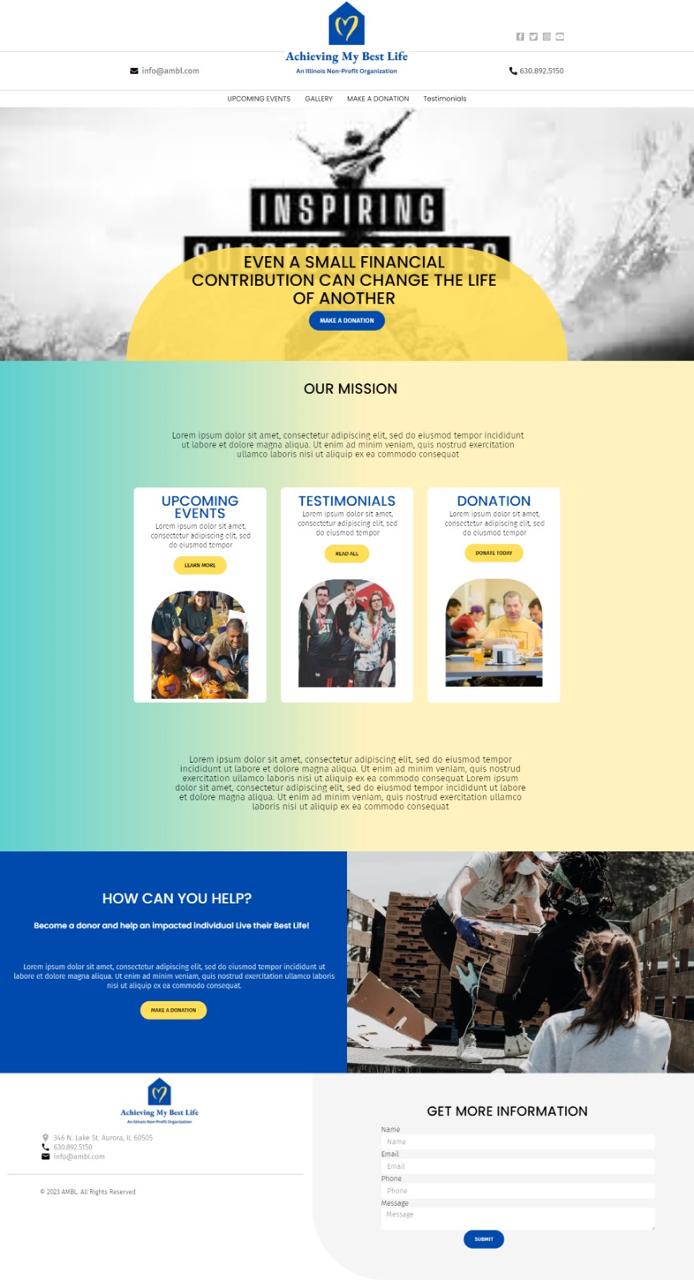 Achieving My Best Life
An Illinois Non-Profit Organization
info@ambl.com
630.892.5150
UPCOMING EVENTS GALLERY MAKE A DONATION Testimonials
INSPIRING
SUCCESS STORIES
EVEN A SMALL FINANCIAL
CONTRIBUTION CAN CHANGE THE LIFE
OF ANOTHER
MAKE A DONATION
OUR MISSION
Lorem ipsum dolor sit amet, consectetur adipiscing elit, sed do eiusmod tempor incididunt
ut labore et dolore magna aliqua. Ut enim ad minim veniam, quis nostrud exercitation
ullamco laboris nisi ut aliquip ex ea commodo consequat
UPCOMING
EVENTS
Lorem ipsum dolor sit amet,
consectetur adipiscing elit, sed
do eiusmod tempor
LEARN MORE
TESTIMONIALS
Lorem ipsum dolor sit amet,
consectetur adipiscing elit, sed
do eiusmod tempor
READ ALL
DONATION
Lorem ipsum dolor sit amet,
consectetur adipiscing elit, sed
do eiusmod tempor
DONATE TODAY
Lorem ipsum dolor sit amet, consectetur adipiscing elit, sed do eiusmod tempor
incididunt ut labore et dolore magna aliqua. Ut enim ad minim veniam, quis nostrud
exercitation ullamco laboris nisi ut aliquip ex ea commodo consequat Lorem ipsum
dolor sit amet, consectetur adipiscing elit, sed do eiusmod tempor incididunt ut labore
et dolore magna aliqua. Ut enim ad minim veniam, quis nostrud exercitation ullamco
laboris nisi ut aliquip ex ea commodo consequat
HOW CAN YOU HELP?
Become a donor and help an impacted individual Live their Best Life!
Lorem ipsum dolor sit amet, consectetur adipiscing elit, sed do eiusmod tempor incididunt ut
labore et dolore magna aliqua. Ut enim ad minim veniam, quis nostrud exercitation ullamco laboris
nisi ut aliquip ex ea commodo consequat.
MAKE A DONATION
Achieving My Best Life
An Illinois Non-Profit Organization
346 N. Lake St. Aurora, IL 60505
630.892.5150
info@ambl.com
© 2023 AMBL. All Rights Reserved
GET MORE INFORMATION
Name
Name
Email
Email
Phone
Phone
Message
Message
SUBMIT